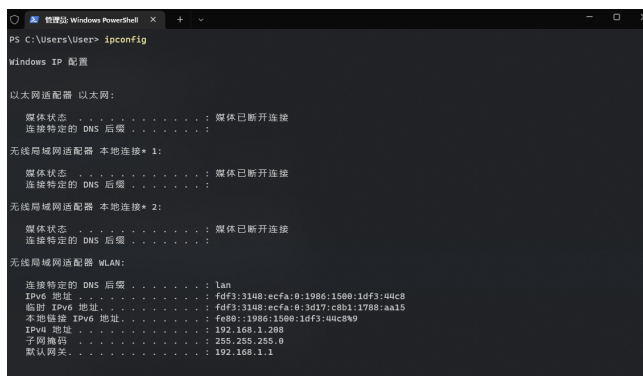 管理员: Windows PowerShell
PS C:\Users\User> ipconfig
Windows IP 配置
以太网适配器 以太网:
媒体状态 . . . . . . . . . . . . : 媒体已断开连接
连接特定的 DNS 后缀 . . . . . . . :
无线局域网适配器 本地连接* 1:
媒体状态 . . . . . . . . . . . . : 媒体已断开连接
连接特定的 DNS 后缀 . . . . . . . :
无线局域网适配器 本地连接* 2:
媒体状态 . . . . . . . . . . . . : 媒体已断开连接
连接特定的 DNS 后缀 . . . . . . . :
无线局域网适配器 WLAN:
连接特定的 DNS 后缀 . . . . . . . : lan
IPv6 地址 . . . . . . . . . . . . : fdf3:3148:ecfa:0:1986:1500:1df3:44c8
临时 IPv6 地址. . . . . . . . . . : fdf3:3148:ecfa:0:3d17:c8b1:1788:aa15
本地链接 IPv6 地址. . . . . . . . : fe80::1986:1500:1df3:44c8%9
IPv4 地址 . . . . . . . . . . . . : 192.168.1.208
子网掩码 . . . . . . . . . . . . : 255.255.255.0
默认网关. . . . . . . . . . . . . : 192.168.1.1